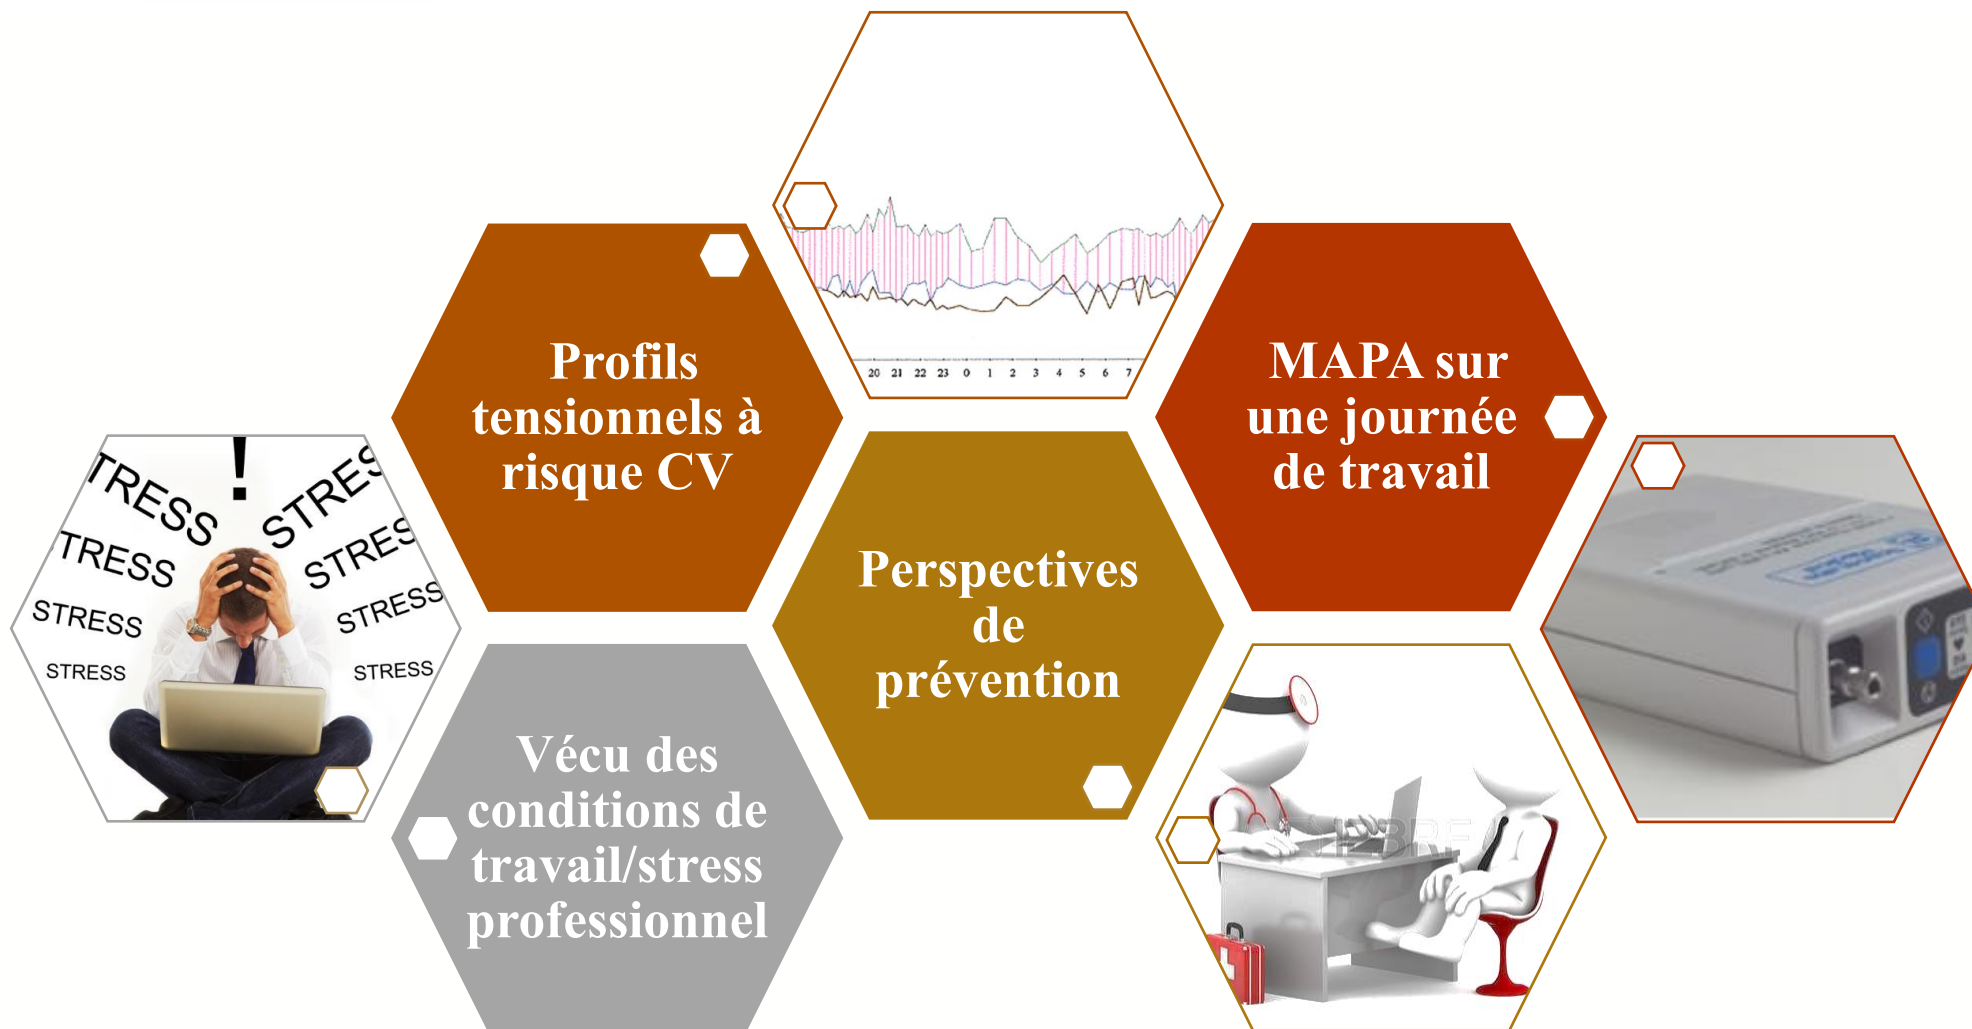 20 21 22 23 0 1 2 3 4 5 6 7
Profils
tensionnels à
risque CV
MAPA sur
une journée
de travail
!
TRESS
STRES
TRESS
STRES
STRESS
STRESS
STRESS
STRESS
Perspectives
de
prévention
Vécu des
conditions de
travail/stress
professionnel